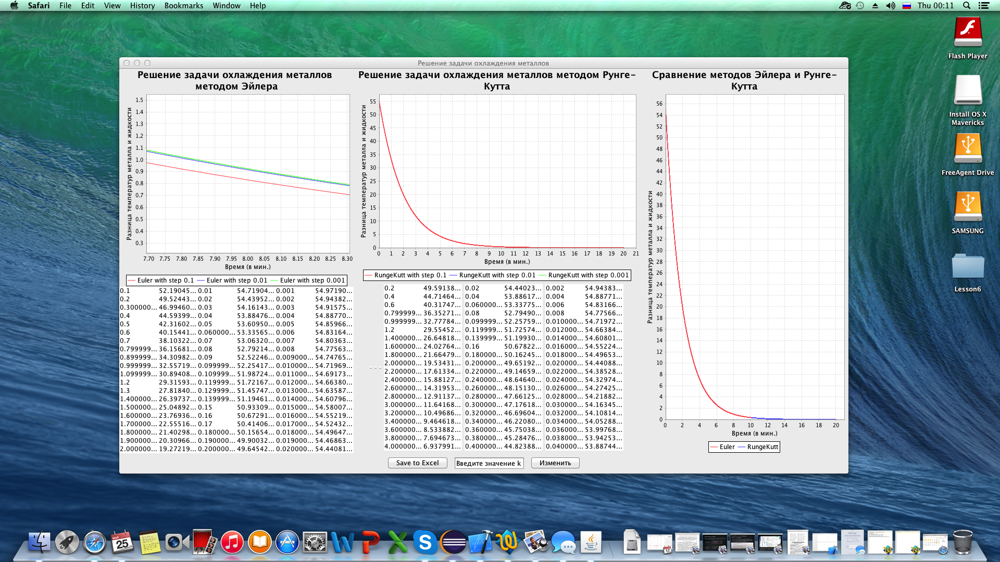 Safari File Edit View History Bookmarks Window Help Thu 00:11
Flash Player
Install OS X
Mavericks
FreeAgent Drive
SAMSUNG
Lesson6
Решение задачи охлаждения металлов
Решение задачи охлаждения металлов
методом Эйлера
Разница температур металла и жидкости
1.5
1.4
1.3
1.2
1.1
1.0
0.9
0.8
0.7
0.6
0.5
0.4
0.3
7.70 7.75 7.80 7.85 7.90 7.95 8.00 8.05 8.10 8.15 8.20 8.25 8.30
Время (в мин.)
Euler with step 0.1 Euler with step 0.01 Euler with step 0.001
0.1 52.19045... 0.01 54.71904... 0.001 54.97190...
0.2 49.52443... 0.02 54.43952... 0.002 54.94382...
0.300000... 46.99460... 0.03 54.16143... 0.003 54.91575...
0.4 44.59399... 0.04 53.88476... 0.004 54.88770...
0.5 42.31602... 0.05 53.60950... 0.005 54.85966...
0.6 40.15441... 0.060000... 53.33565... 0.006 54.83164...
0.7 38.10322... 0.07 53.06320... 0.007 54.80363...
0.799999... 36.15681... 0.08 52.79214... 0.008 54.77563...
0.899999... 34.30982... 0.09 52.52246... 0.009000... 54.74765...
0.999999... 32.55719... 0.099999... 52.25417... 0.010000... 54.71969...
1.099999... 30.89408... 0.109999... 51.98724... 0.011000... 54.69173...
1.2 29.31593... 0.119999... 51.72167... 0.012000... 54.66380...
1.3 27.81840... 0.129999... 51.45747... 0.013000... 54.63587...
1.400000... 26.39737... 0.139999... 51.19461... 0.014000... 54.60796...
1.500000... 25.04892... 0.15 50.93309... 0.015000... 54.58007...
1.600000... 23.76936... 0.16 50.67291... 0.016000... 54.55219...
1.700000... 22.55516... 0.17 50.41406... 0.017000... 54.52432...
1.800000... 21.40298... 0.180000... 50.15654... 0.018000... 54.49647...
1.900000... 20.30966... 0.190000... 49.90032... 0.019000... 54.46863...
2.000000... 19.27219... 0.200000... 49.64542... 0.020000... 54.44081...
Решение задачи охлаждения металлов методом Рунге-
Кутта
Разница температур металла и жидкости
55
50
45
40
35
30
25
20
15
10
5
0
0 1 2 3 4 5 6 7 8 9 10 11 12 13 14 15 16 17 18 19 20 21
Время (в мин.)
RungeKutt with step 0.1 RungeKutt with step 0.01 RungeKutt with step 0.001
0.2 49.59138... 0.02 54.44023... 0.002 54.94383...
0.4 44.71464... 0.04 53.88617... 0.004 54.88771...
0.6 40.31747... 0.060000... 53.33775... 0.006 54.83166...
0.799999... 36.35271... 0.08 52.79490... 0.008 54.77566...
0.999999... 32.77784... 0.099999... 52.25759... 0.010000... 54.71972...
1.2 29.55452... 0.119999... 51.72574... 0.012000... 54.66384...
1.400000... 26.64818... 0.139999... 51.19930... 0.014000... 54.60801...
1.600000... 24.02764... 0.16 50.67822... 0.016000... 54.55224...
1.800000... 21.66479... 0.180000... 50.16245... 0.018000... 54.49653...
2.000000... 19.53431... 0.200000... 49.65192... 0.020000... 54.44088...
2.200000... 17.61334... 0.220000... 49.14659... 0.022000... 54.38528...
2.400000... 15.88127... 0.240000... 48.64640... 0.024000... 54.32974...
2.600000... 14.31953... 0.260000... 48.15130... 0.026000... 54.27425...
2.800000... 12.91137... 0.280000... 47.66125... 0.028000... 54.21882...
3.000000... 11.64168... 0.300000... 47.17618... 0.030000... 54.16345...
3.200000... 10.49686... 0.320000... 46.69604... 0.032000... 54.10814...
3.400000... 9.464618... 0.340000... 46.22080... 0.034000... 54.05288...
3.600000... 8.533882... 0.360000... 45.75038... 0.036000... 53.99768...
3.800000... 7.694673... 0.380000... 45.28476... 0.038000... 53.94253...
4.000000... 6.937991... 0.400000... 44.82388... 0.040000... 53.88744...
Сравнение методов Эйлера и Рунге-
Кутта
Разница температур металла и жидкости
56
54
52
50
48
46
44
42
40
38
36
34
32
30
28
26
24
22
20
18
16
14
12
10
8
6
4
2
0
0 2 4 6 8 10 12 14 16 18 20
Время (в мин.)
Euler RungeKutt
Save to Excel Введите значение k Изменить
MAR
25
17